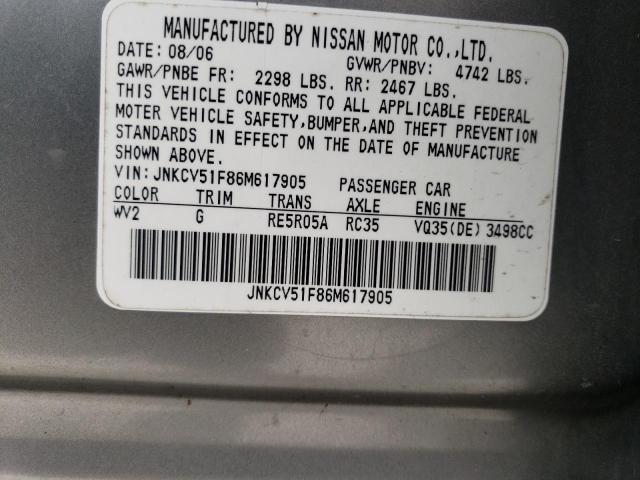 MANUFACTURED BY NISSAN MOTOR CO.,LTD.
DATE: 08/06 GVWR/PNBV: 4742 LBS.
GAWR/PNBE FR: 2298 LBS. RR: 2467 LBS.
THIS VEHICLE CONFORMS TO ALL APPLICABLE FEDERAL
MOTER VEHICLE SAFETY,BUMPER,AND THEFT PREVENTION
STANDARDS IN EFFECT ON THE DATE OF MANUFACTURE
SHOWN ABOVE.
VIN: JNKCV51F86M617905 PASSENGER CAR
COLOR TRIM TRANS AXLE ENGINE
WV2 G RE5R05A RC35 VQ35(DE) 3498CC
JNKCV51F86M617905